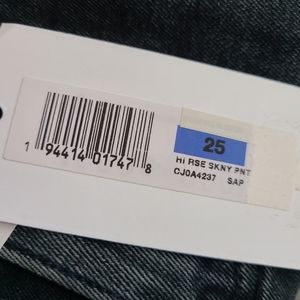 25
HI RSE SKNY PNT
CJ0A4237 SAP
1 94414 01747 8